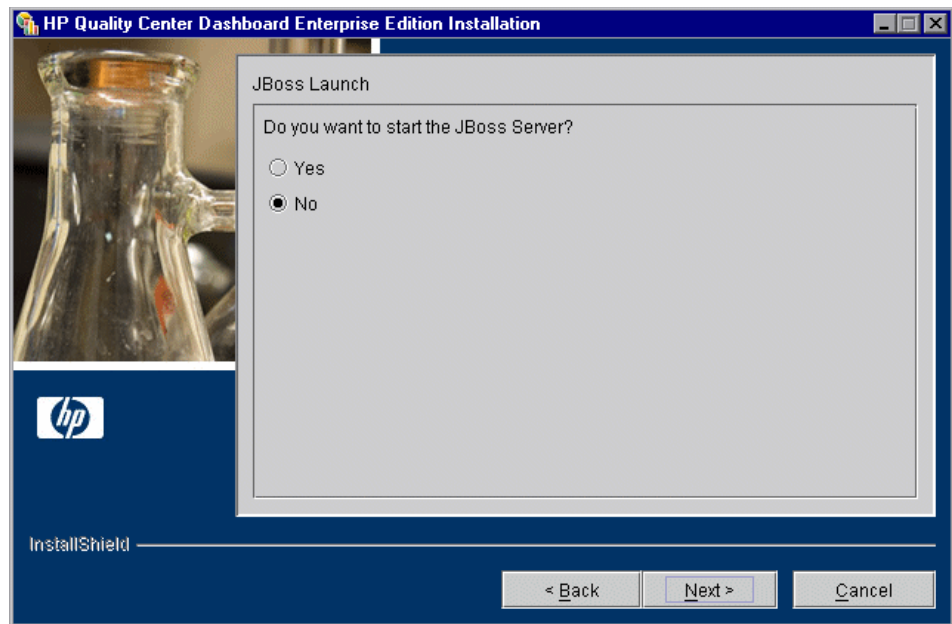 HP Quality Center Dashboard Enterprise Edition Installation
JBoss Launch
Do you want to start the JBoss Server?
Yes
No
hp
InstallShield
< Back
Next >
Cancel